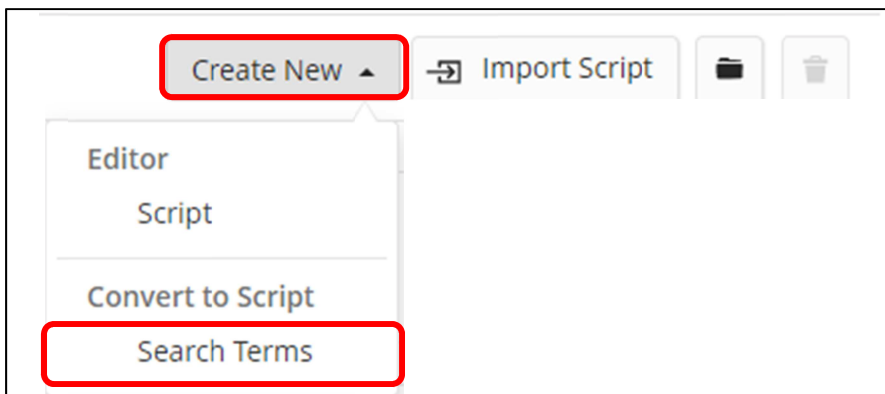 Create New Import Script
Editor
Script
Convert to Script
Search Terms